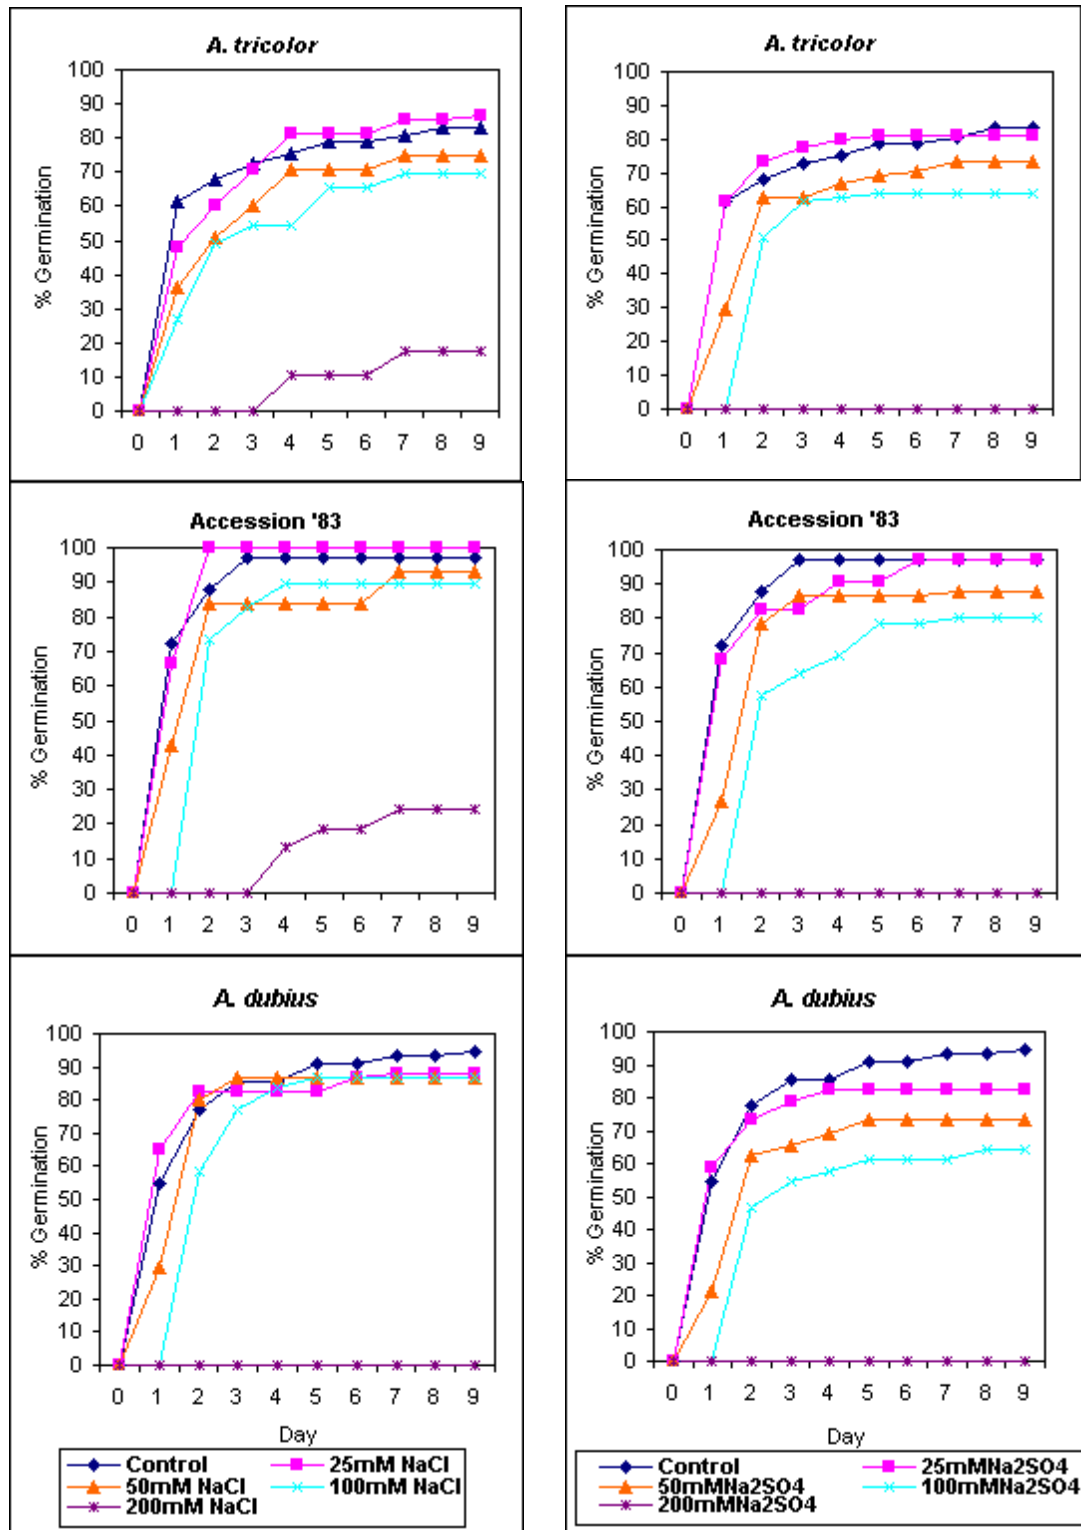 A. tricolor
100
90
80
70
60
50
40
30
20
10
0
% Germination
0 1 2 3 4 5 6 7 8 9
A. tricolor
100
90
80
70
60
50
40
30
20
10
0
% Germination
0 1 2 3 4 5 6 7 8 9
Accession '83
100
90
80
70
60
50
40
30
20
10
0
% Germination
0 1 2 3 4 5 6 7 8 9
Accession '83
100
90
80
70
60
50
40
30
20
10
0
% Germination
0 1 2 3 4 5 6 7 8 9
A. dubius
100
90
80
70
60
50
40
30
20
10
0
% Germination
0 1 2 3 4 5 6 7 8 9
Day
Control 25mM NaCl
50mM NaCl 100mM NaCl
200mM NaCl
A. dubius
100
90
80
70
60
50
40
30
20
10
0
% Germination
0 1 2 3 4 5 6 7 8 9
Day
Control 25mMNa2SO4
50mMNa2SO4 100mMNa2SO4
200mMNa2SO4